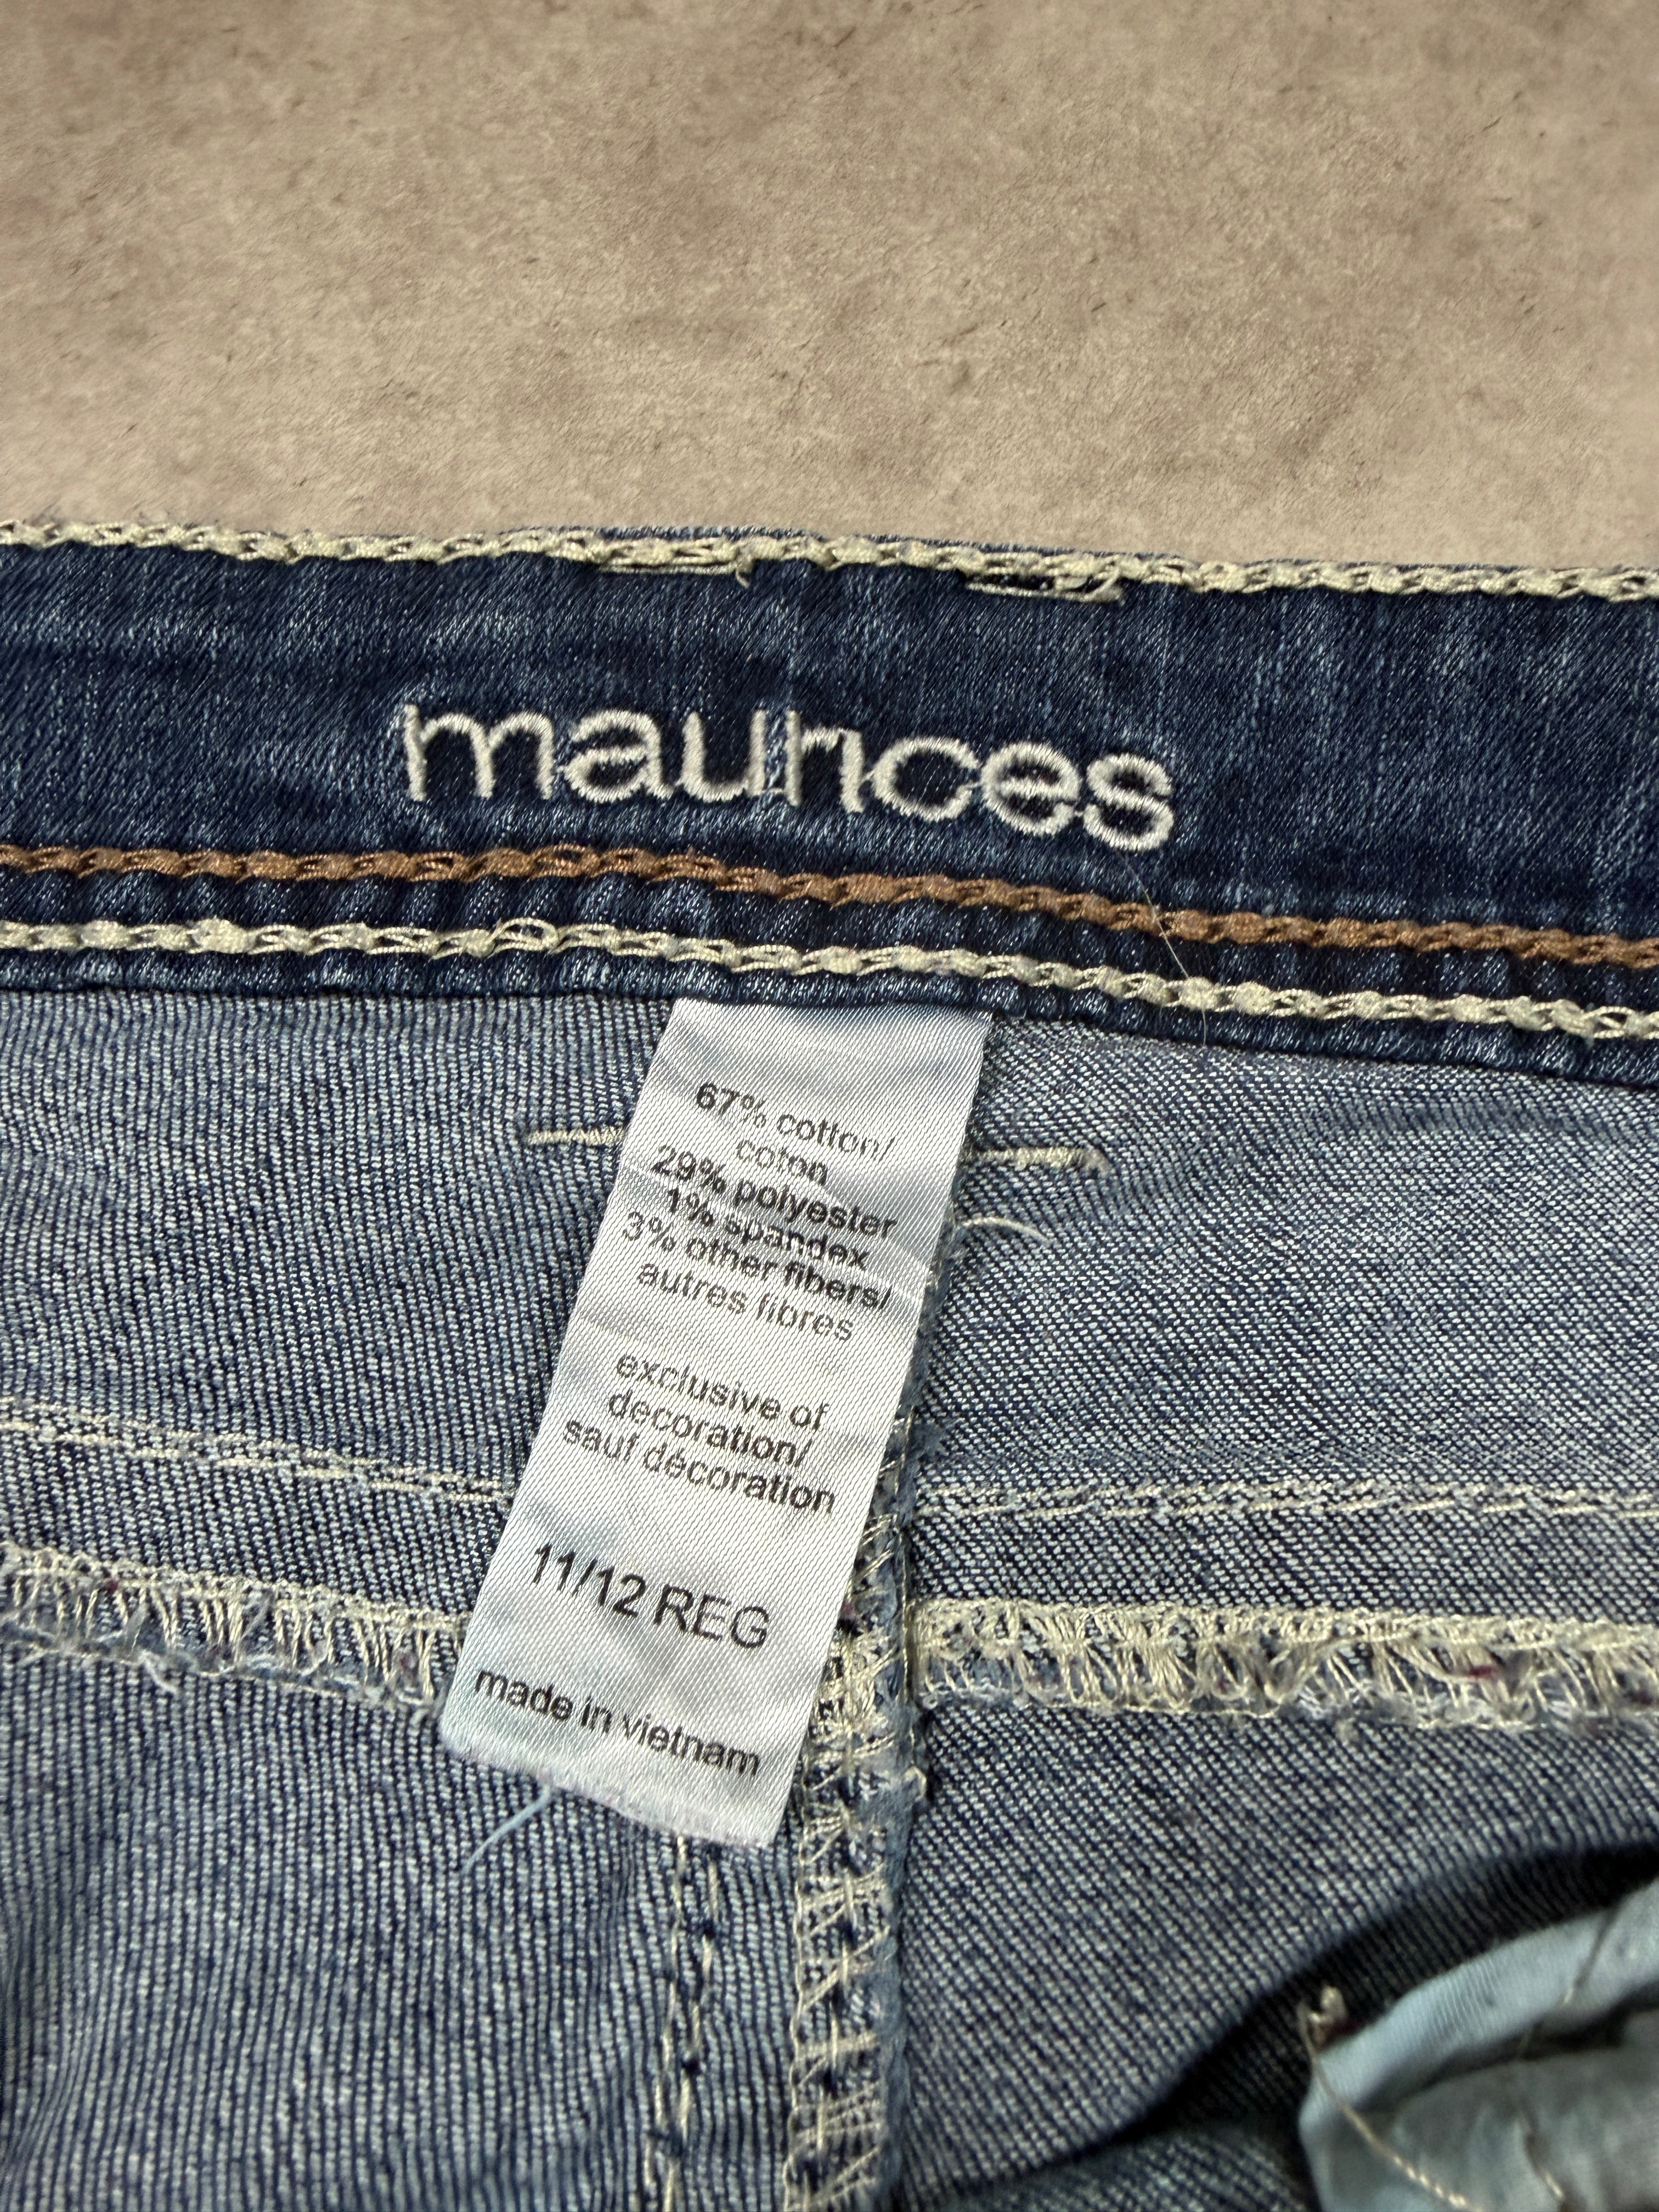 maurices
67% cotton/
coton
29% polyester
1% spandex
3% other fibers/
autres fibres
exclusive of
decoration/
sauf décoration
11/12 REG
made in vietnam